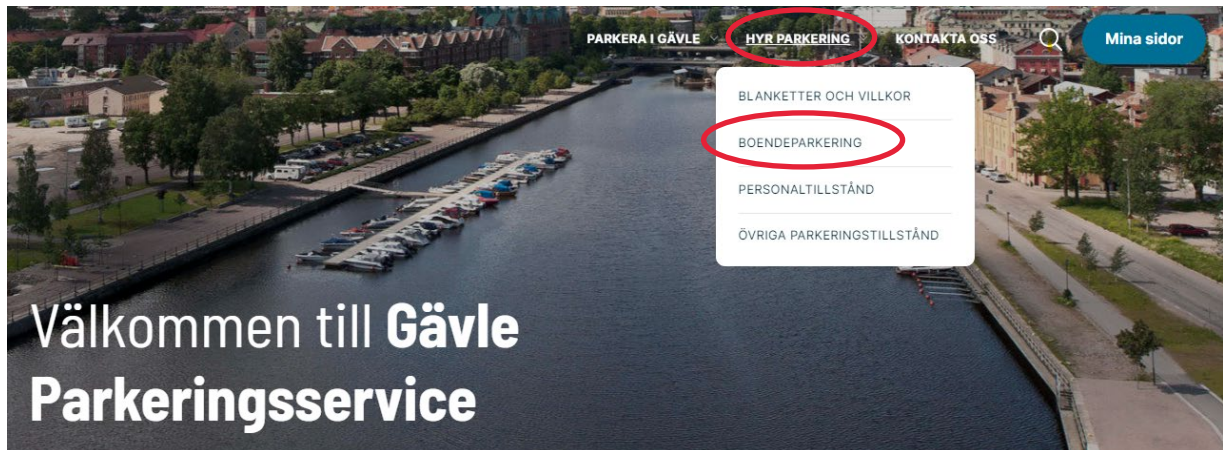 PARKERA I GÄVLE HYR PARKERING KONTAKTA OSS Mina sidor
BLANKETTER OCH VILLKOR
BOENDEPARKERING
PERSONALTILLSTÅND
ÖVRIGA PARKERINGSTILLSTÅND
Välkommen till Gävle
Parkeringsservice